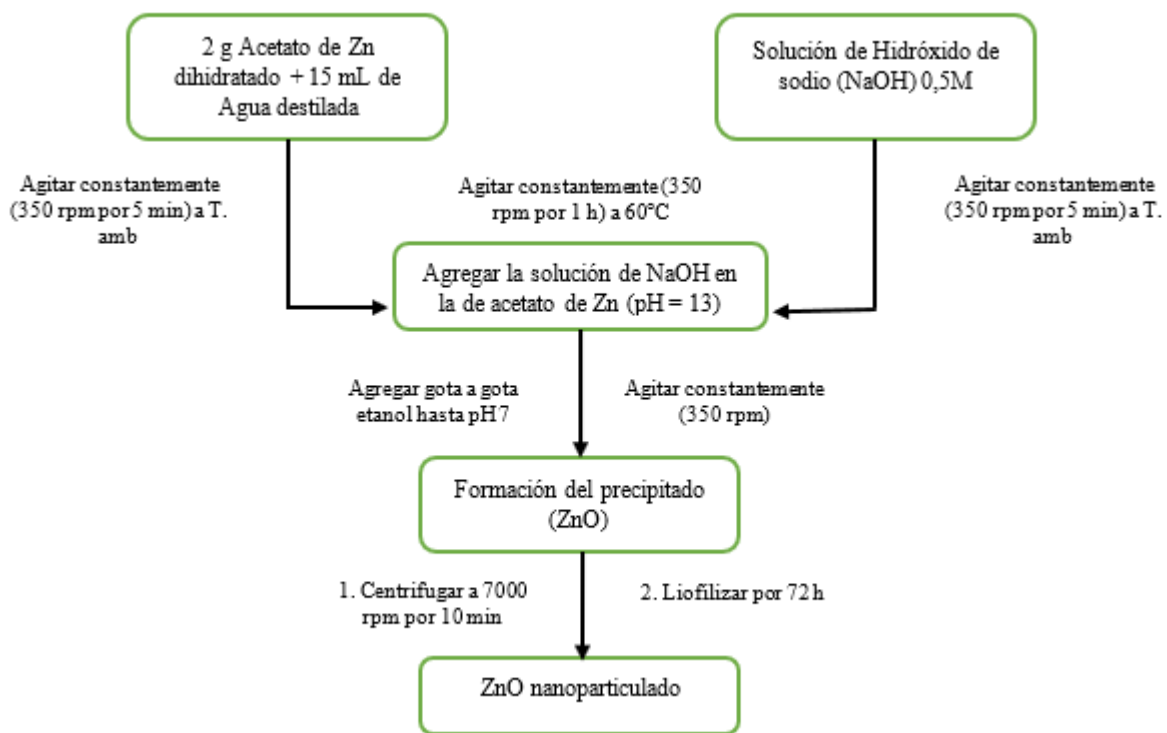 2 g Acetato de Zn
dihidratado + 15 mL de
Agua destilada
Solución de Hidróxido de
sodio (NaOH) 0,5M
Agitar constantemente
(350 rpm por 5 min) a T.
amb
Agitar constantemente (350
rpm por 1 h) a 60°C
Agitar constantemente
(350 rpm por 5 min) a T.
amb
Agregar la solución de NaOH en
la de acetato de Zn (pH = 13)
Agregar gota a gota
etanol hasta pH 7
Agitar constantemente
(350 rpm)
Formación del precipitado
(ZnO)
1. Centrifugar a 7000
rpm por 10 min
2. Liofilizar por 72 h
ZnO nanoparticulado